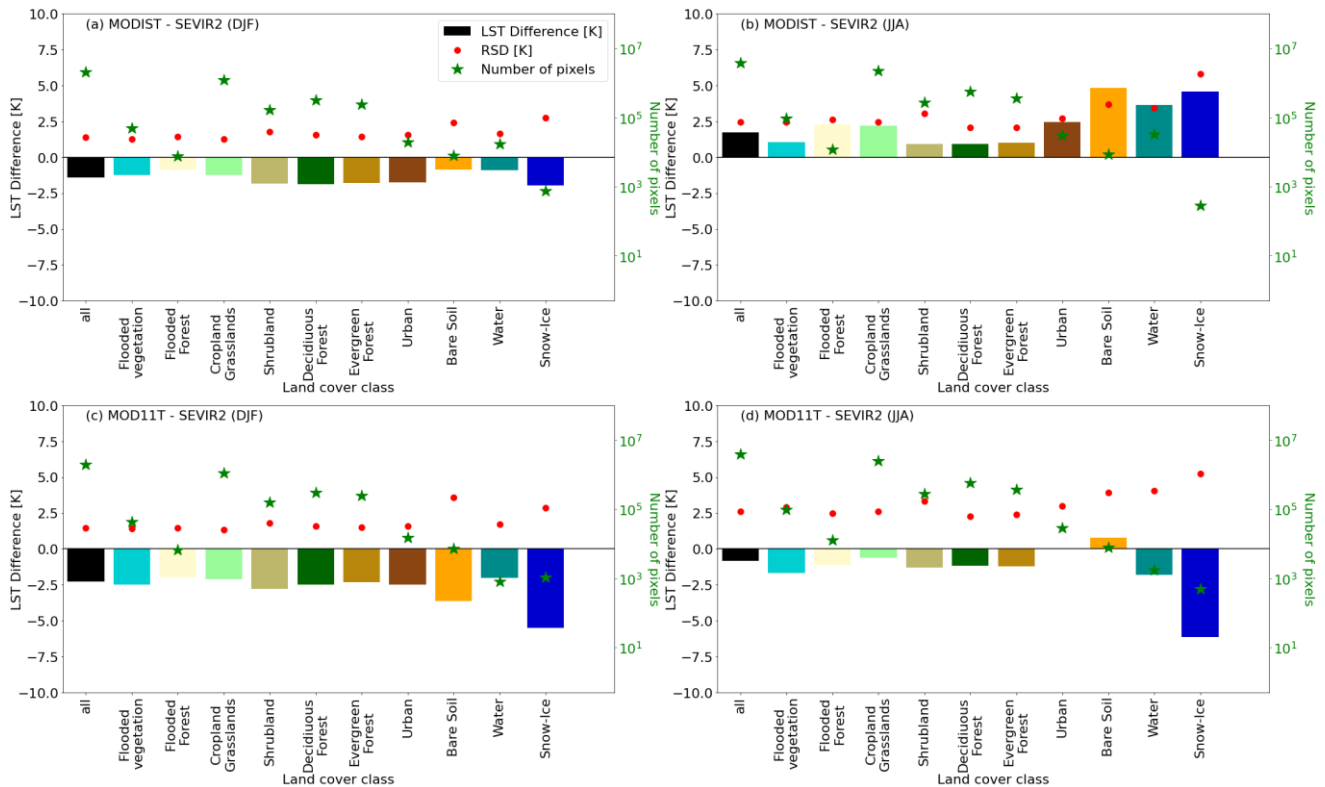 (a) MODIST - SEVIR2 (DJF)
10.0
7.5
5.0
2.5
0.0
−2.5
−5.0
−7.5
−10.0
LST Difference [K]
LST Difference [K]
RSD [K]
Number of pixels
10^7
10^5
10^3
10^1
Number of pixels
all
Flooded
vegetation
Flooded
Forest
Cropland
Grasslands
Shrubland
Decidiuous
Forest
Evergreen
Forest
Urban
Bare Soil
Water
Snow-Ice
Land cover class
(b) MODIST - SEVIR2 (JJA)
10.0
7.5
5.0
2.5
0.0
−2.5
−5.0
−7.5
−10.0
LST Difference [K]
10^7
10^5
10^3
10^1
Number of pixels
all
Flooded
vegetation
Flooded
Forest
Cropland
Grasslands
Shrubland
Decidiuous
Forest
Evergreen
Forest
Urban
Bare Soil
Water
Snow-Ice
Land cover class
(c) MOD11T - SEVIR2 (DJF)
10.0
7.5
5.0
2.5
0.0
−2.5
−5.0
−7.5
−10.0
LST Difference [K]
10^7
10^5
10^3
10^1
Number of pixels
all
Flooded
vegetation
Flooded
Forest
Cropland
Grasslands
Shrubland
Decidiuous
Forest
Evergreen
Forest
Urban
Bare Soil
Water
Snow-Ice
Land cover class
(d) MOD11T - SEVIR2 (JJA)
10.0
7.5
5.0
2.5
0.0
−2.5
−5.0
−7.5
−10.0
LST Difference [K]
10^7
10^5
10^3
10^1
Number of pixels
all
Flooded
vegetation
Flooded
Forest
Cropland
Grasslands
Shrubland
Decidiuous
Forest
Evergreen
Forest
Urban
Bare Soil
Water
Snow-Ice
Land cover class